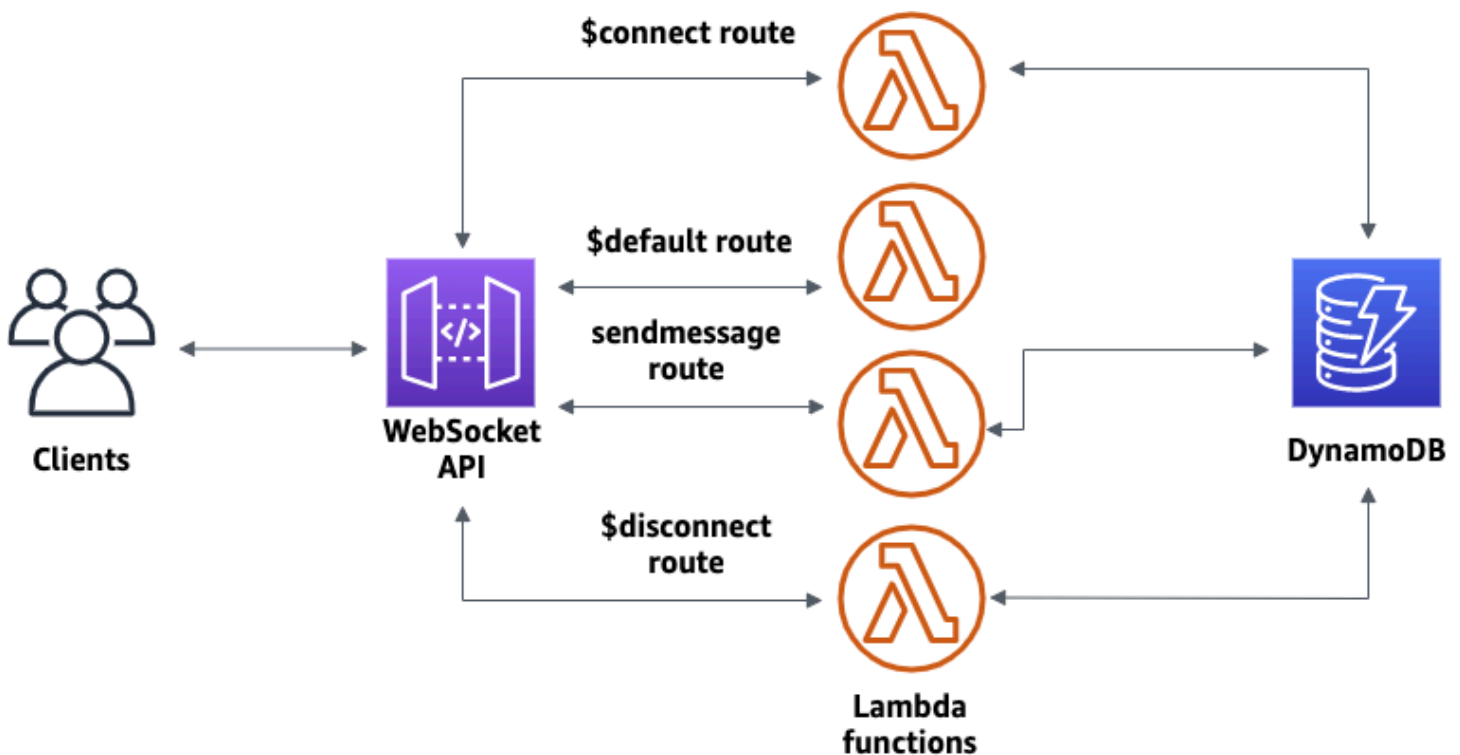 $connect route
$default route
sendmessage
route
</>
WebSocket
API
Clients
DynamoDB
$disconnect
route
Lambda
functions